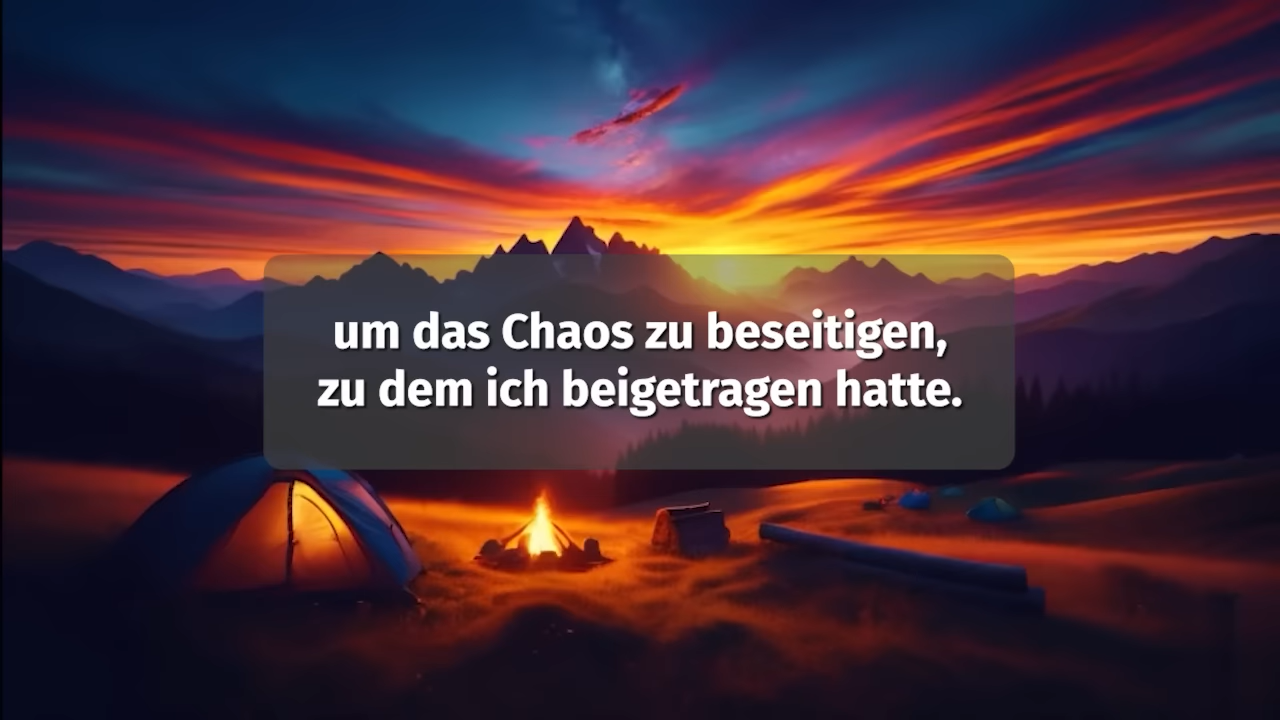 um das Chaos zu beseitigen,
zu dem ich beigetragen hatte.